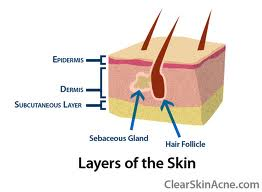 EPIDERMIS
DERMIS
SUBCUTANEOUS LAYER
Sebaceous Gland
Hair Follicle
Layers of the Skin
ClearSkinAcne.com